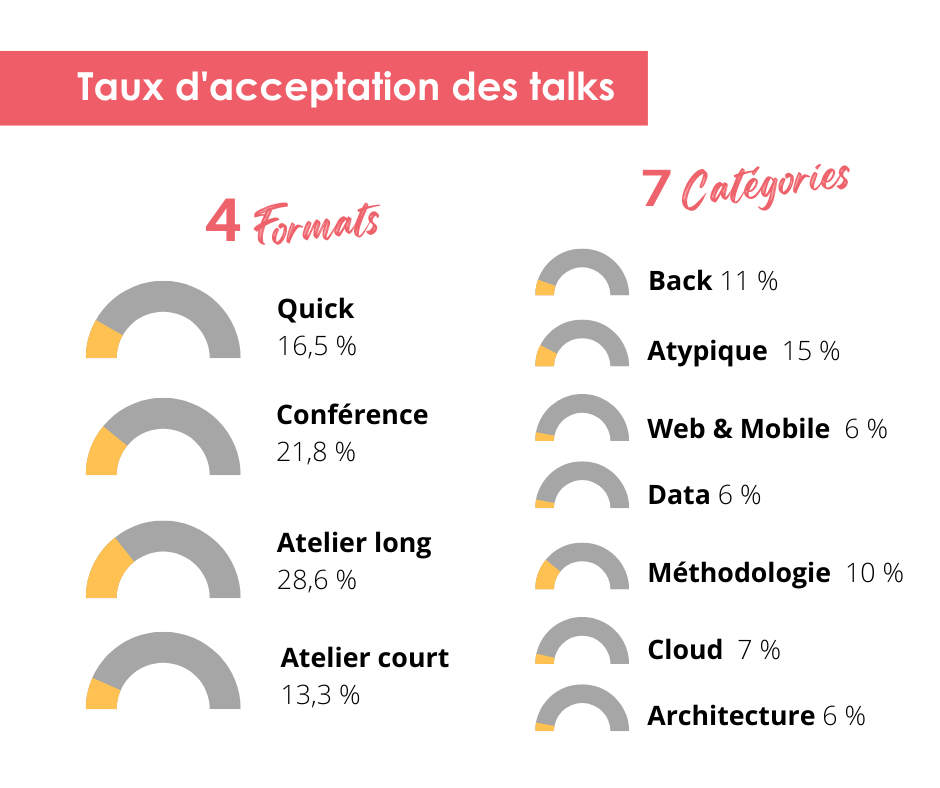 Taux d'acceptation des talks
4 Formats
Quick
16,5 %
Conférence
21,8 %
Atelier long
28,6 %
Atelier court
13,3 %
7 Catégories
Back 11 %
Atypique 15 %
Web & Mobile 6 %
Data 6 %
Méthodologie 10 %
Cloud 7 %
Architecture 6 %